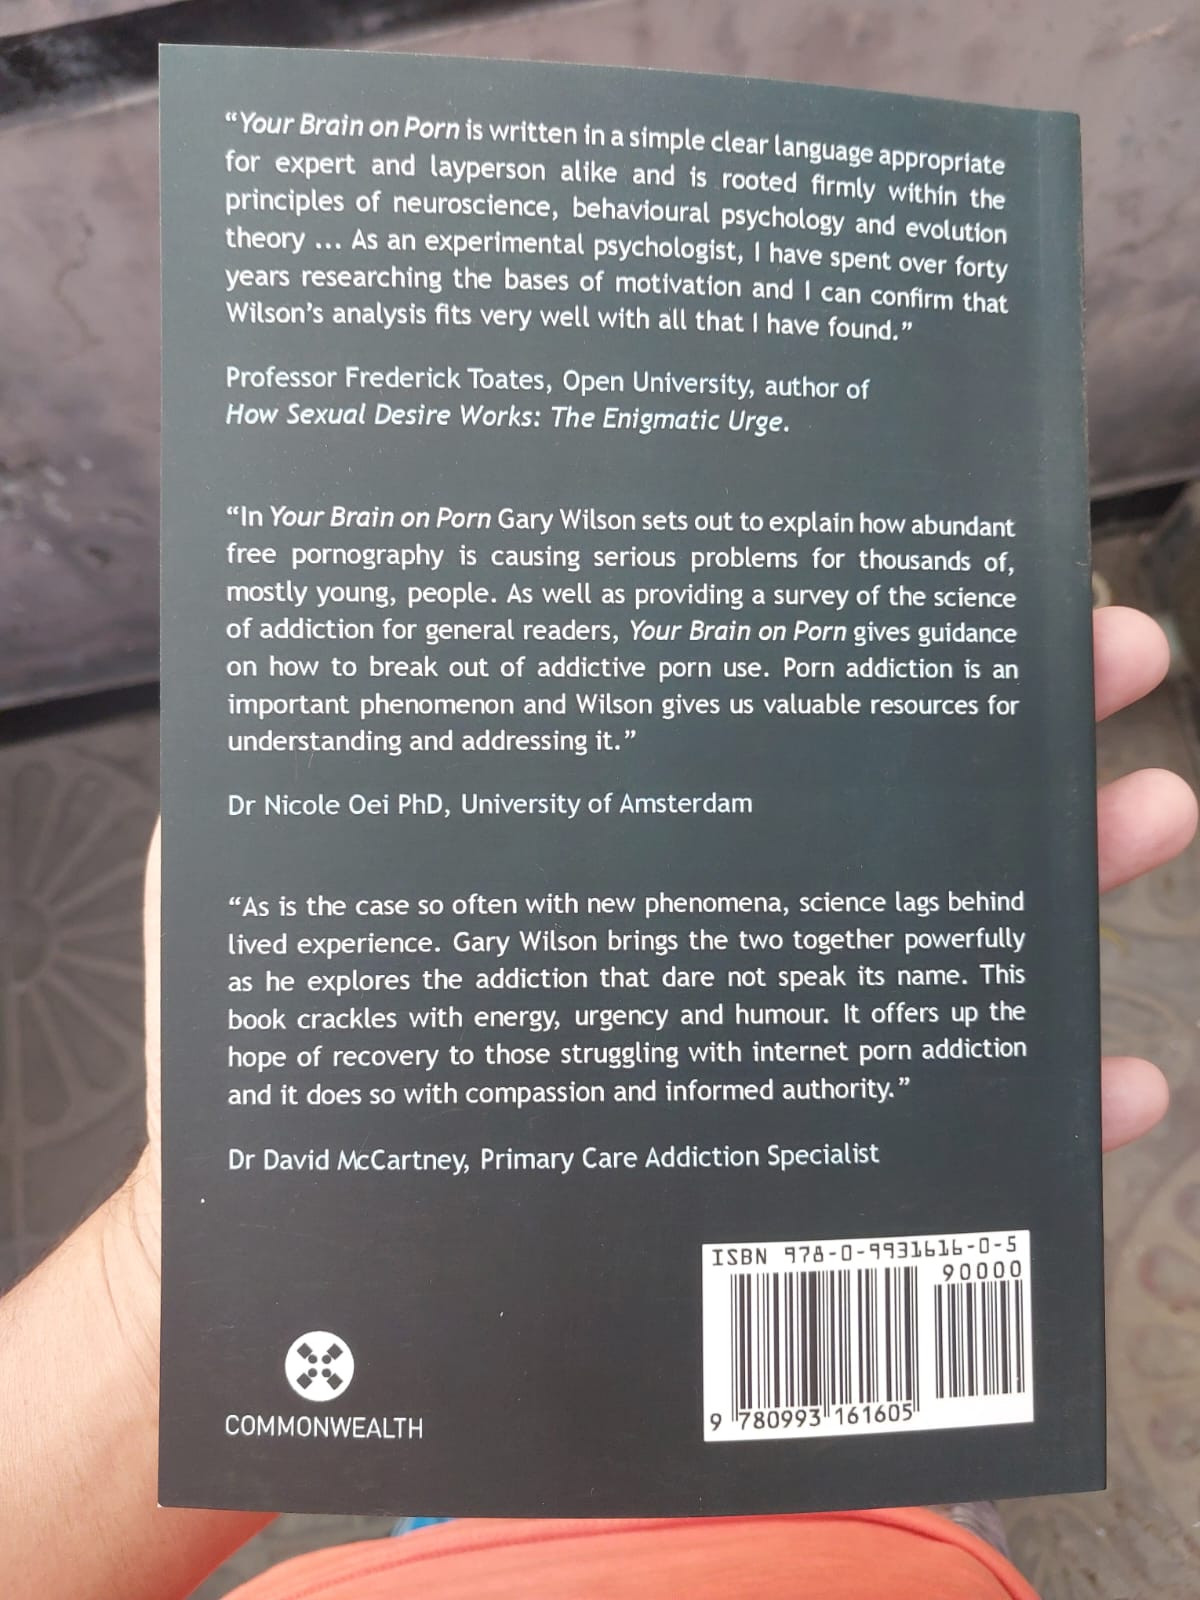 “Your Brain on Porn is written in a simple clear language appropriate
for expert and layperson alike and is rooted firmly within the
principles of neuroscience, behavioural psychology and evolution
theory ... As an experimental psychologist, I have spent over forty
years researching the bases of motivation and I can confirm that
Wilson’s analysis fits very well with all that I have found.”
Professor Frederick Toates, Open University, author of
How Sexual Desire Works: The Enigmatic Urge.
“In Your Brain on Porn Gary Wilson sets out to explain how abundant
free pornography is causing serious problems for thousands of,
mostly young, people. As well as providing a survey of the science
of addiction for general readers, Your Brain on Porn gives guidance
on how to break out of addictive porn use. Porn addiction is an
important phenomenon and Wilson gives us valuable resources for
understanding and addressing it.”
Dr Nicole Oei PhD, University of Amsterdam
“As is the case so often with new phenomena, science lags behind
lived experience. Gary Wilson brings the two together powerfully
as he explores the addiction that dare not speak its name. This
book crackles with energy, urgency and humour. It offers up the
hope of recovery to those struggling with internet porn addiction
and it does so with compassion and informed authority.”
Dr David McCartney, Primary Care Addiction Specialist
ISBN 978-0-9931616-0-5
90000
9 780993 161605
COMMONWEALTH